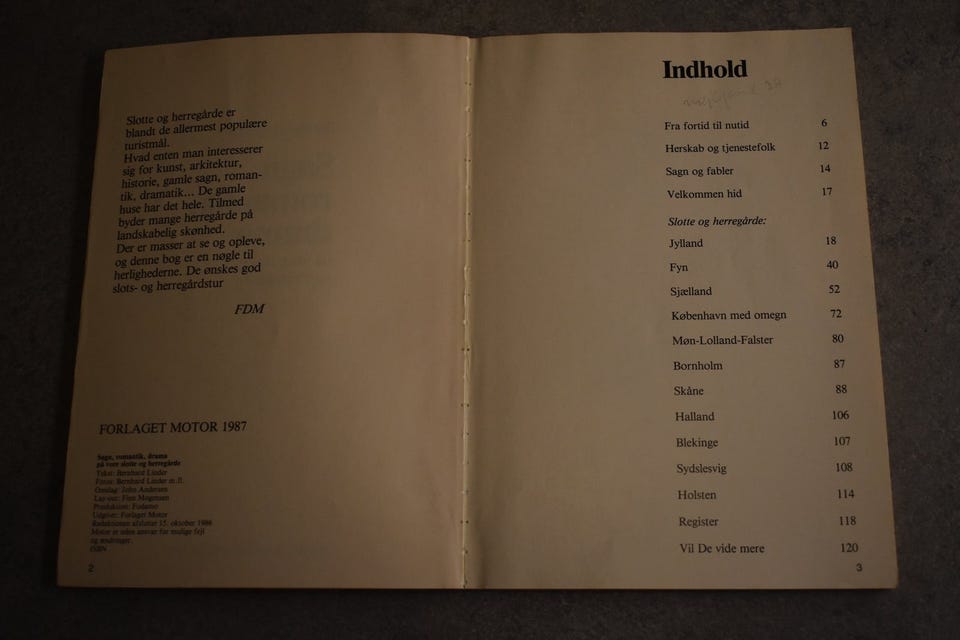 Slotte og herregårde er
blandt de allermest populære
turistmål.
Hvad enten man interesserer
sig for kunst, arkitektur,
historie, gamle sagn, roman-
tik, dramatik... De gamle
huse har det hele. Tilmed
byder mange herregårde på
landskabelig skønhed.
Der er masser at se og opleve,
og denne bog er en nøgle til
herlighederne. De ønskes god
slots- og herregårdstur
FDM
FORLAGET MOTOR 1987
Sagn, romantik, drama
på vore slotte og herregårde
Tekst: Bernhard Linder
Fotos: Bernhard Linder m.fl.
Omslag: John Andersen
Lay-out: Finn Mogensen
Produktion:
Udgiver: Forlaget Motor
Redaktionen afsluttet 15. oktober 1986
Motor er uden ansvar for mulige fejl
og ændringer.
ISBN
2
Indhold
Fra fortid til nutid 6
Herskab og tjenestefolk 12
Sagn og fabler 14
Velkommen hid 17
Slotte og herregårde:
Jylland 18
Fyn 40
Sjælland 52
København med omegn 72
Møn-Lolland-Falster 80
Bornholm 87
Skåne 88
Halland 106
Blekinge 107
Sydslesvig 108
Holsten 114
Register 118
Vil De vide mere 120
3